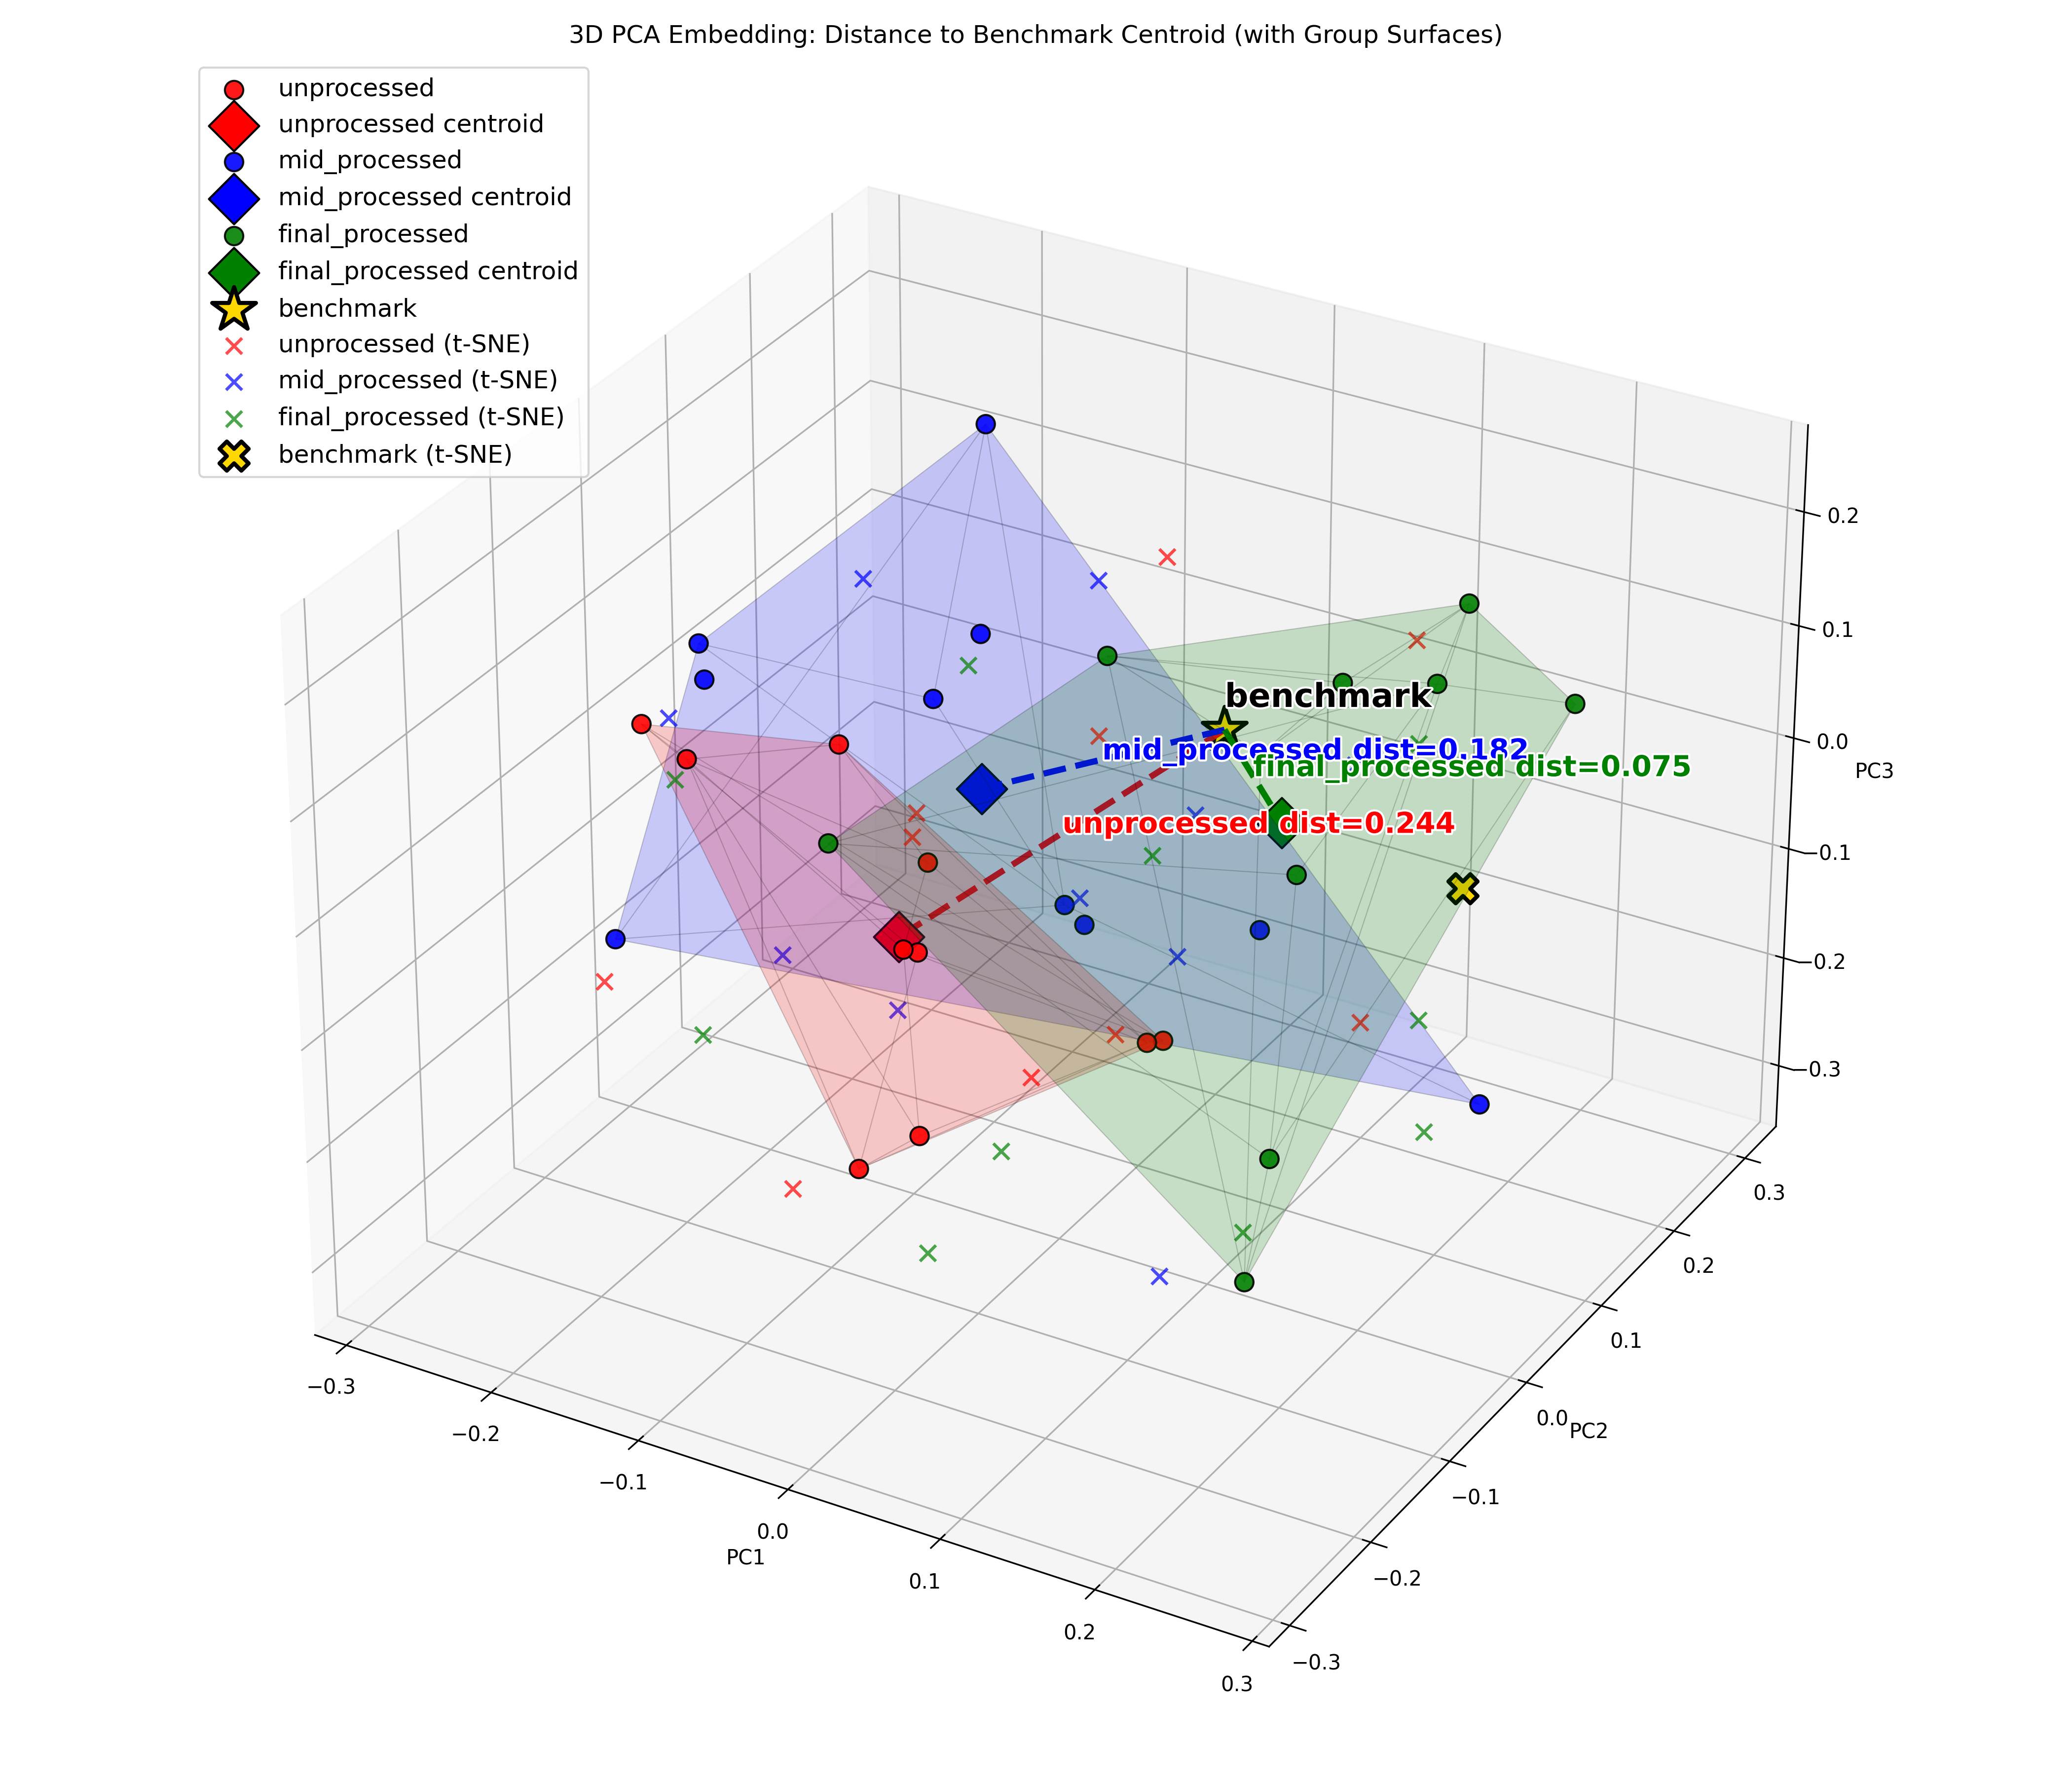 3D PCA Embedding: Distance to Benchmark Centroid (with Group Surfaces)
unprocessed
unprocessed centroid
mid_processed
mid_processed centroid
final_processed
final_processed centroid
benchmark
unprocessed (t-SNE)
mid_processed (t-SNE)
final_processed (t-SNE)
benchmark (t-SNE)
benchmark
mid_processed dist=0.182
final_processed dist=0.075
unprocessed dist=0.244
0.2
0.1
0.0
PC3
−0.1
−0.2
−0.3
0.3
0.2
0.1
0.0
PC2
−0.1
−0.2
−0.3
−0.3
−0.2
−0.1
0.0
PC1
0.1
0.2
0.3